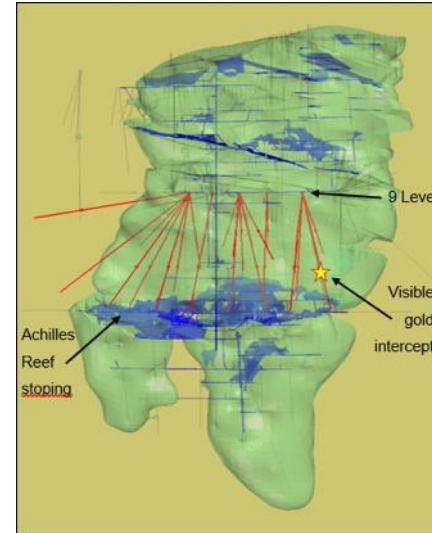 9 Leve
Visible
gold
intercept
Achilles
Reef
stoping